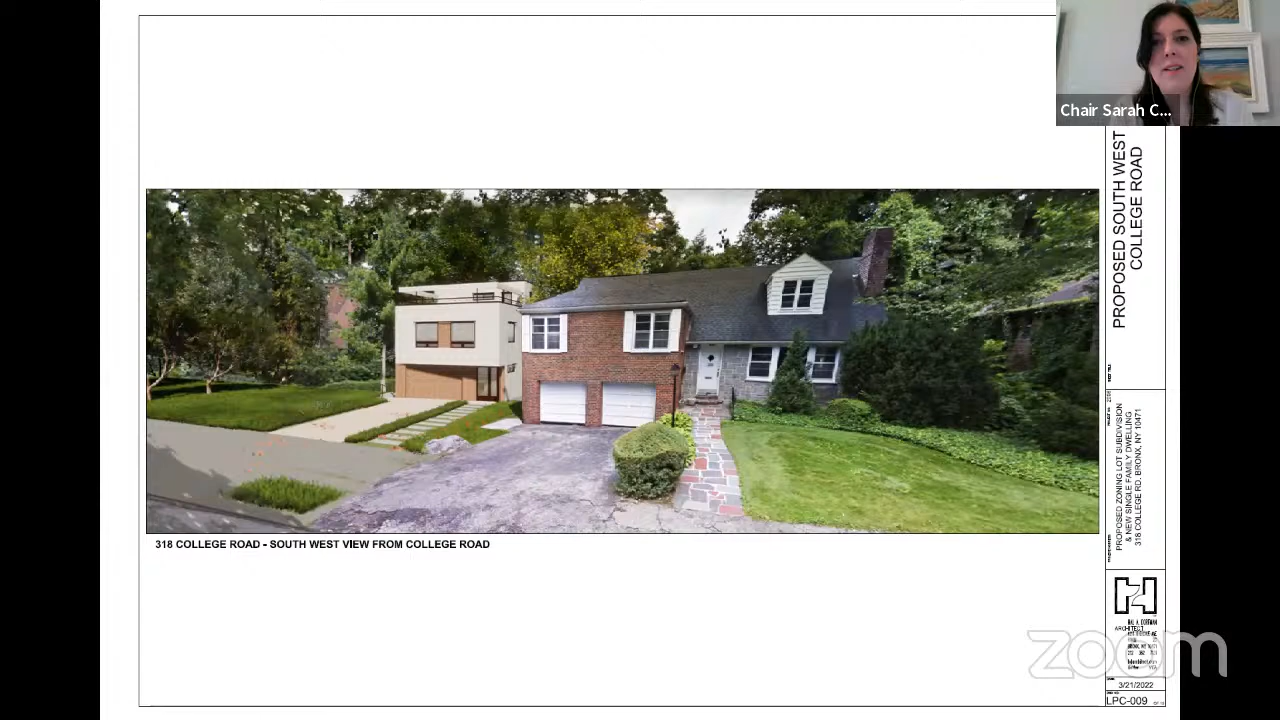 Chair Sarah C...
PROPOSED SOUTH WEST
COLLEGE ROAD
PROPOSED ZONING LOT SUBDIVISION
& NEW SINGLE FAMILY DWELLING
318 COLLEGE RD. BRONX, NY 10471
318 COLLEGE ROAD - SOUTH WEST VIEW FROM COLLEGE ROAD
ARCHITECT
zoom
3/21/2022
LPC-009